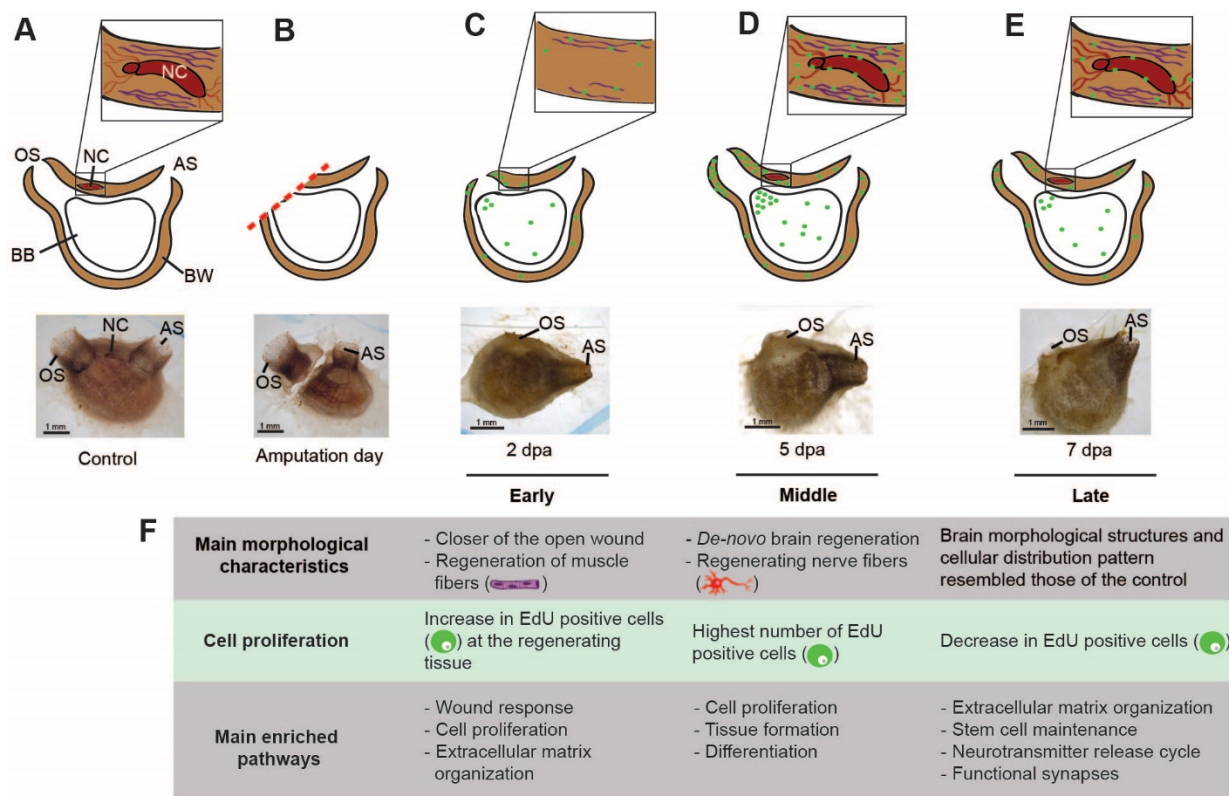 A
B
C
D
E
NC
OS
NC
AS
BB
BW
NC
OS
AS
1 mm
Control
AS
OS
1 mm
Amputation day
OS
AS
1 mm
2 dpa
Early
OS
AS
1 mm
5 dpa
Middle
OS
AS
1 mm
7 dpa
Late
F
Main morphological
characteristics
- Closer of the open wound
- Regeneration of muscle
fibers ( )
- De-novo brain regeneration
- Regenerating nerve fibers
( )
Brain morphological structures and
cellular distribution pattern
resembled those of the control
Cell proliferation
Increase in EdU positive cells
( ) at the regenerating
tissue
Highest number of EdU
positive cells ( )
Decrease in EdU positive cells ( )
Main enriched
pathways
- Wound response
- Cell proliferation
- Extracellular matrix
organization
- Cell proliferation
- Tissue formation
- Differentiation
- Extracellular matrix organization
- Stem cell maintenance
- Neurotransmitter release cycle
- Functional synapses